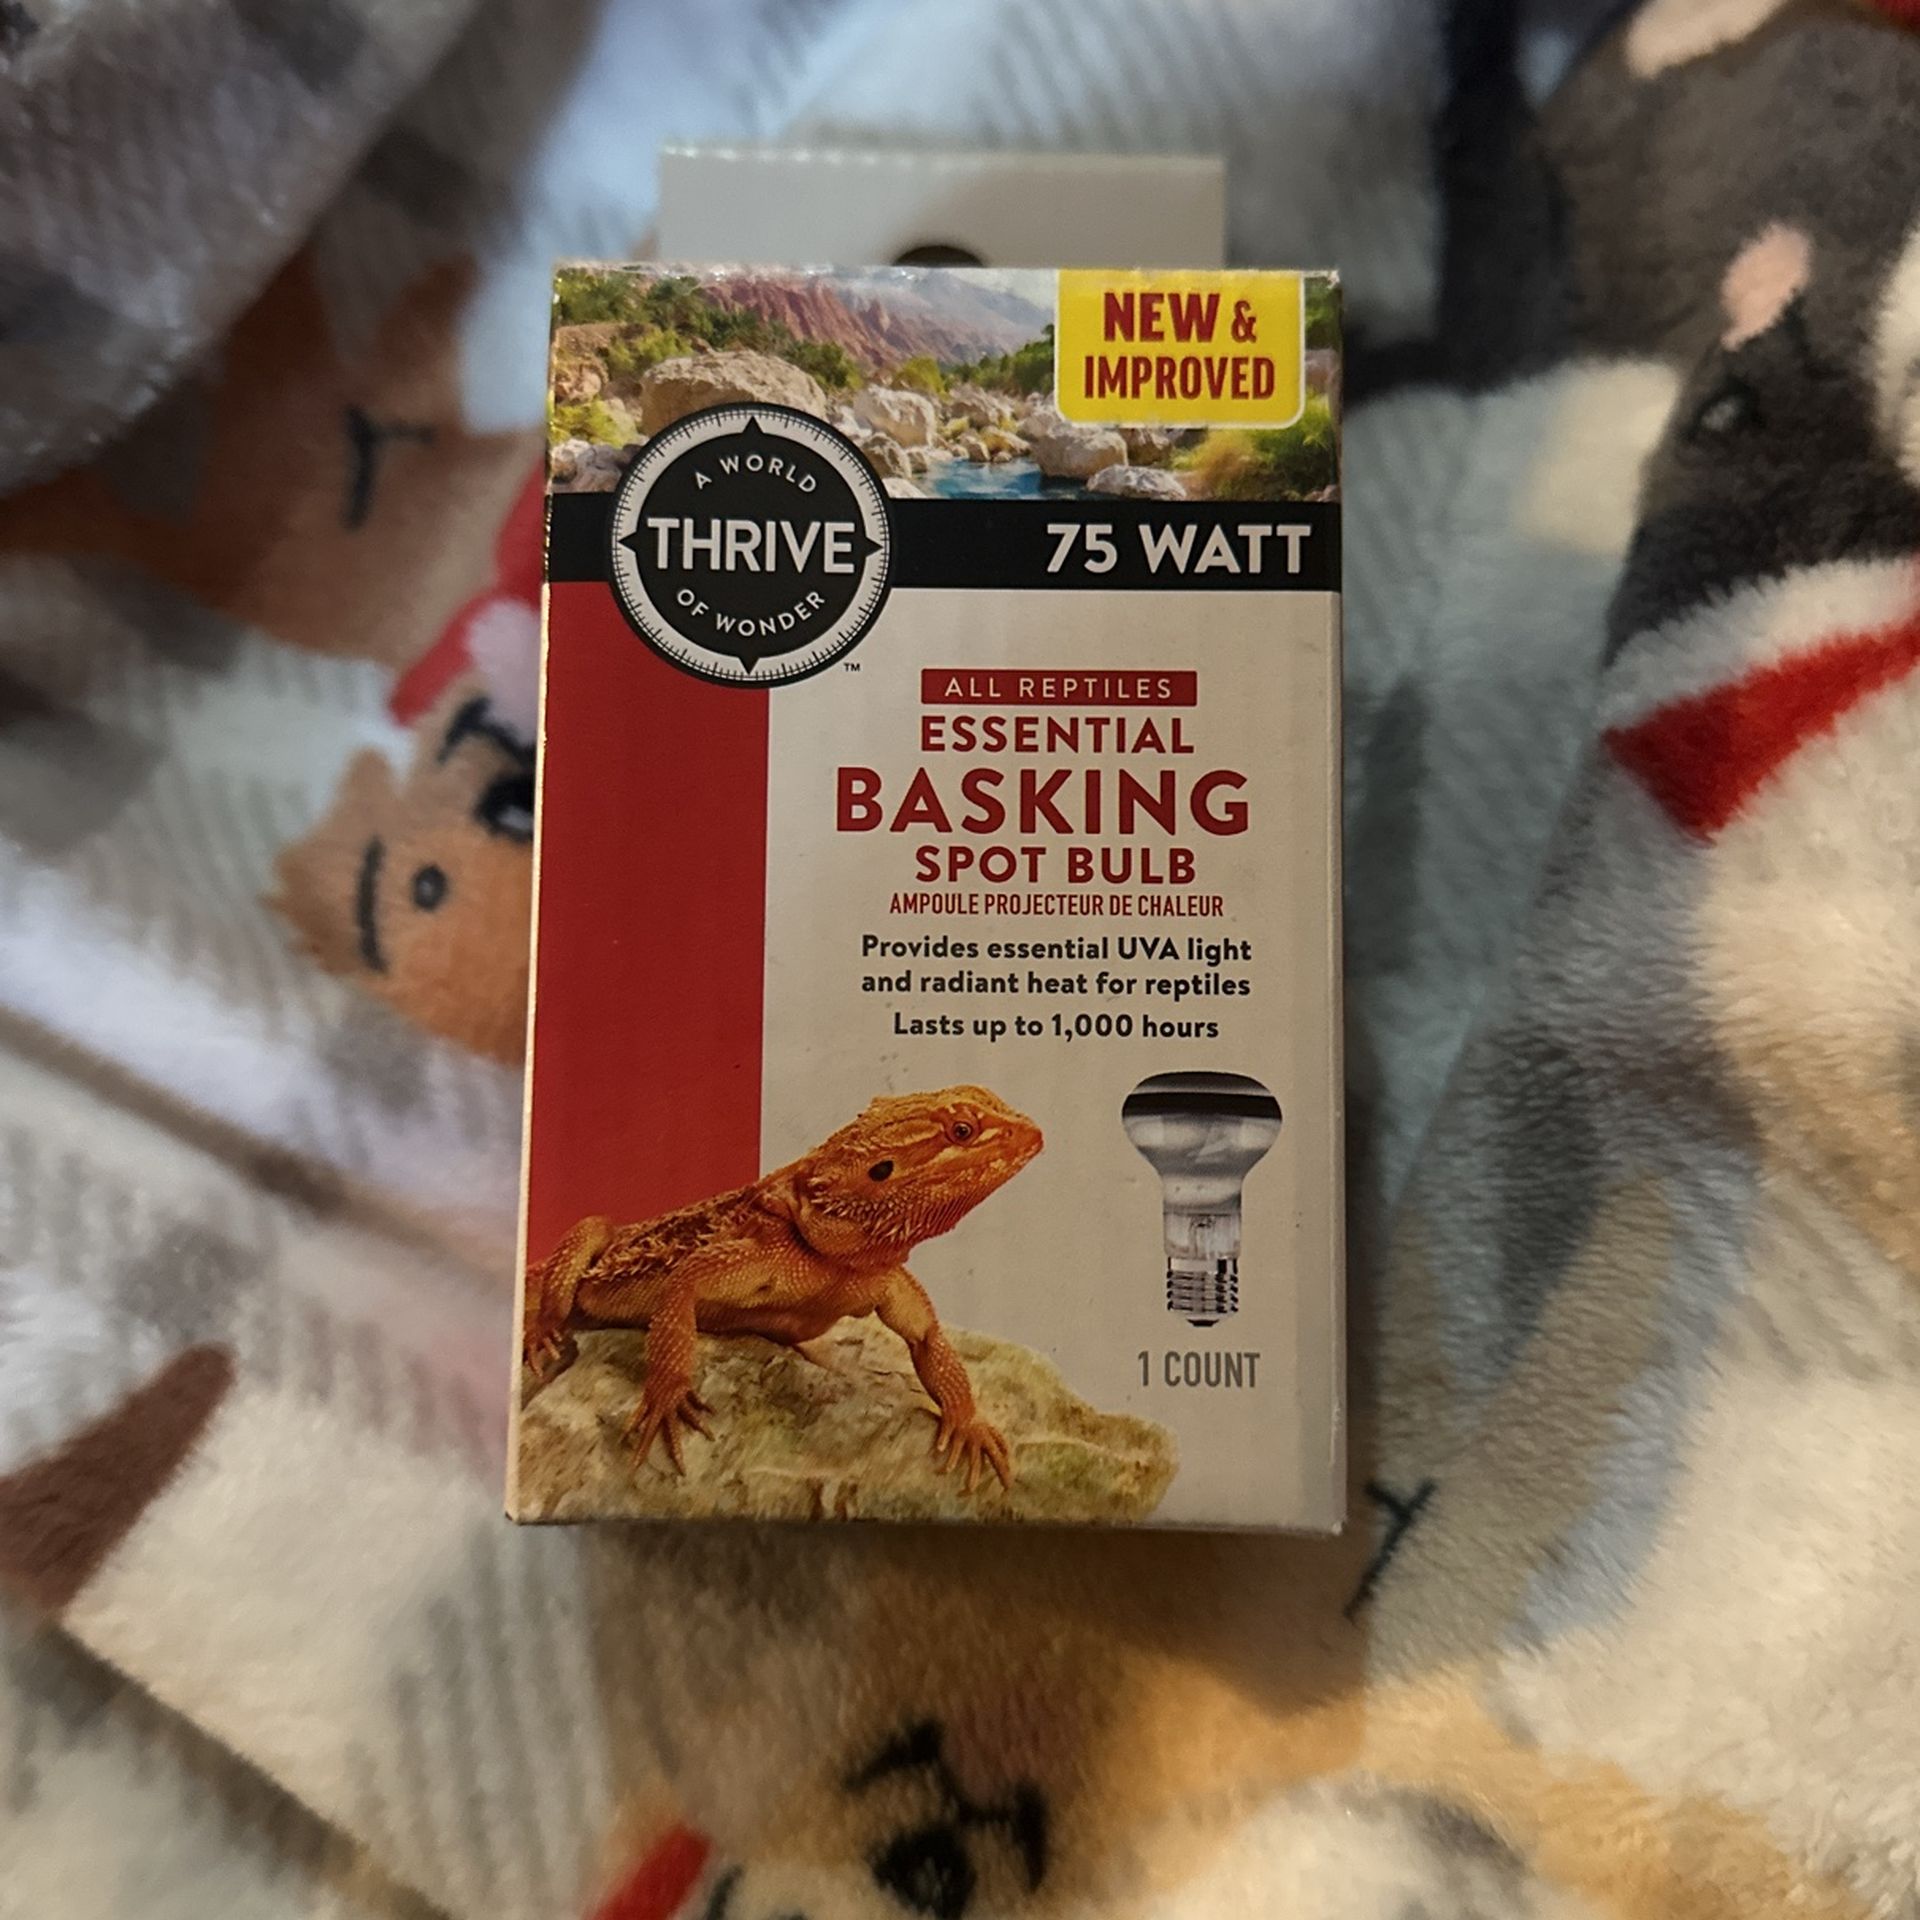 NEW &
IMPROVED
A WORLD
THRIVE
OF WONDER
™
75 WATT
ALL REPTILES
ESSENTIAL
BASKING
SPOT BULB
AMPOULE PROJECTEUR DE CHALEUR
Provides essential UVA light
and radiant heat for reptiles
Lasts up to 1,000 hours
1 COUNT